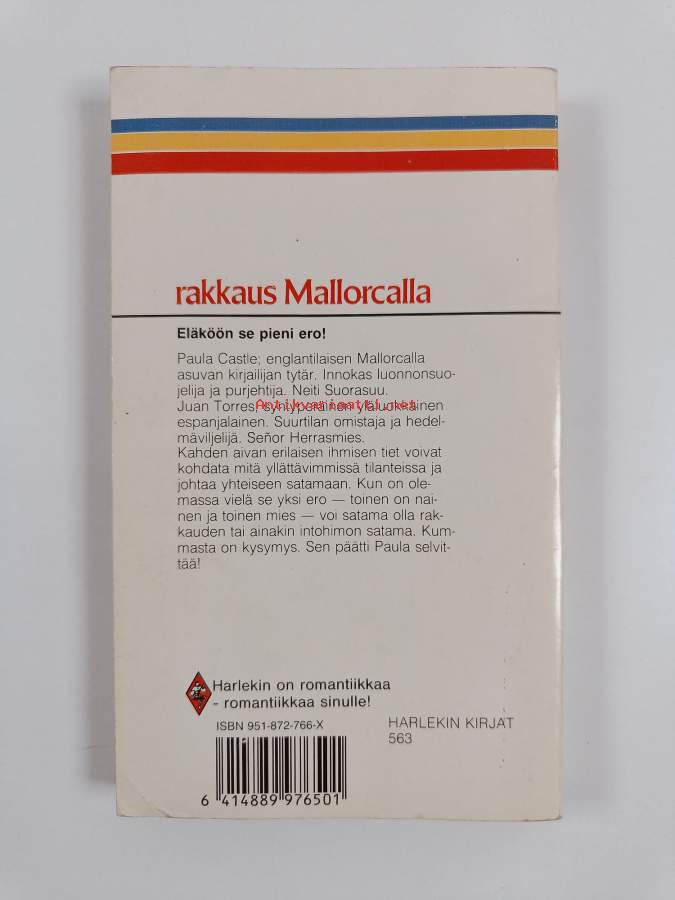 rakkaus Mallorcalla
Eläköön se pieni ero!
Paula Castle; englantilaisen Mallorcalla
asuvan kirjailijan tytär. Innokas luonnonsuo-
jelija ja purjehtija. Neiti Suorasuu.
Juan Torres; syntyperäinen yläluokkainen
Antikvariaatti.net
espanjalainen. Suurtilan omistaja ja hedel-
mäviljelijä. Señor Herrasmies.
Kahden aivan erilaisen ihmisen tiet voivat
kohdata mitä yllättävimmissä tilanteissa ja
johtaa yhteiseen satamaan. Kun on ole-
massa vielä se yksi ero — toinen on nai-
nen ja toinen mies — voi satama olla rak-
kauden tai ainakin intohimon satama. Kum-
masta on kysymys. Sen päätti Paula selvit-
tää!
Harlekin on romantiikkaa
- romantiikkaa sinulle!
ISBN 951-872-766-X
HARLEKIN KIRJAT
563
6 414889 976501